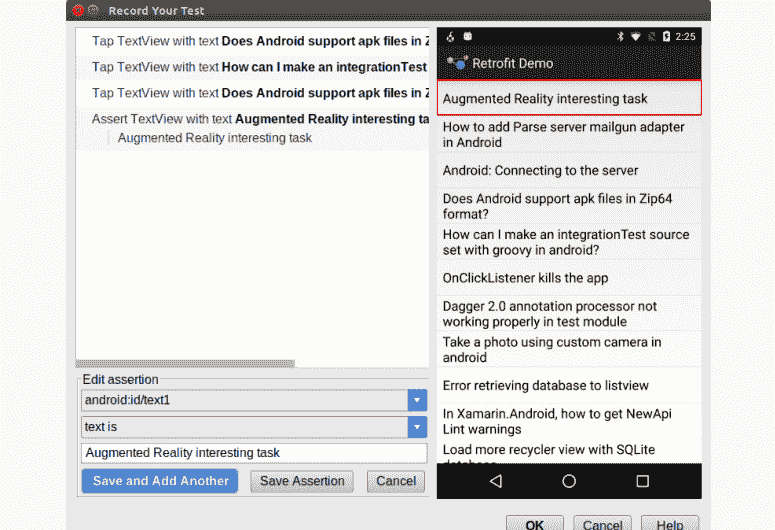 Record Your Test
Tap TextView with text Does Android support apk files in Z
Tap TextView with text How can I make an integrationTest
Tap TextView with text Does Android support apk files in Z
Assert TextView with text Augmented Reality interesting ta
Augmented Reality interesting task
Edit assertion
android:id/text1
text is
Augmented Reality interesting task
Save and Add Another
Save Assertion
Cancel
2:25
Retrofit Demo
Augmented Reality interesting task
How to add Parse server mailgun adapter
in Android
Android: Connecting to the server
Does Android support apk files in Zip64
format?
How can I make an integrationTest source
set with groovy in android?
OnClickListener kills the app
Dagger 2.0 annotation processor not
working properly in test module
Take a photo using custom camera in
android
Error retrieving database to listview
In Xamarin.Android, how to get NewApi
Lint warnings
Load more recycler view with SQLite
database
OK
Cancel
Help